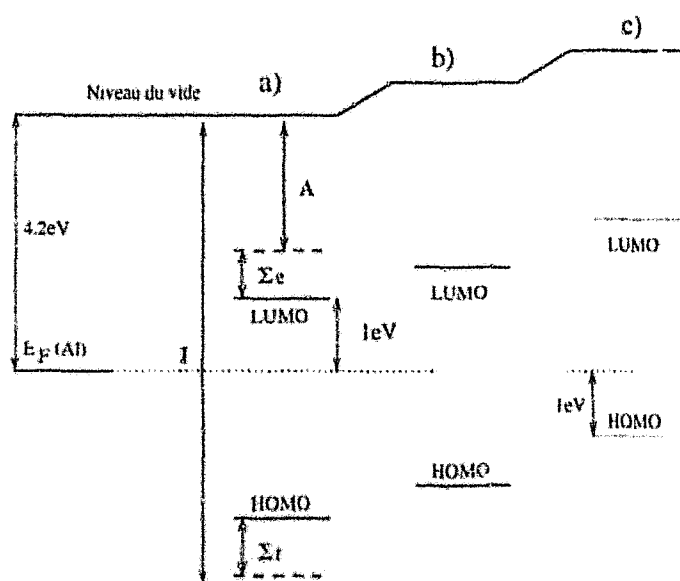 c)
b)
a)
Niveau du vide
A
4.2eV
LUMO
Σe
LUMO
LUMO
1eV
E_F (Al)
I
1eV
HOMO
HOMO
HOMO
Σt